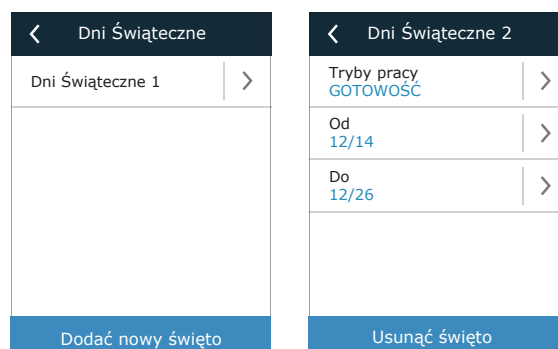 Dni Świąteczne
Dni Świąteczne 1
Dodać nowy święto
Dni Świąteczne 2
Tryby pracy
GOTOWOŚĆ
Od
12/14
Do
12/26
Usunąć święto